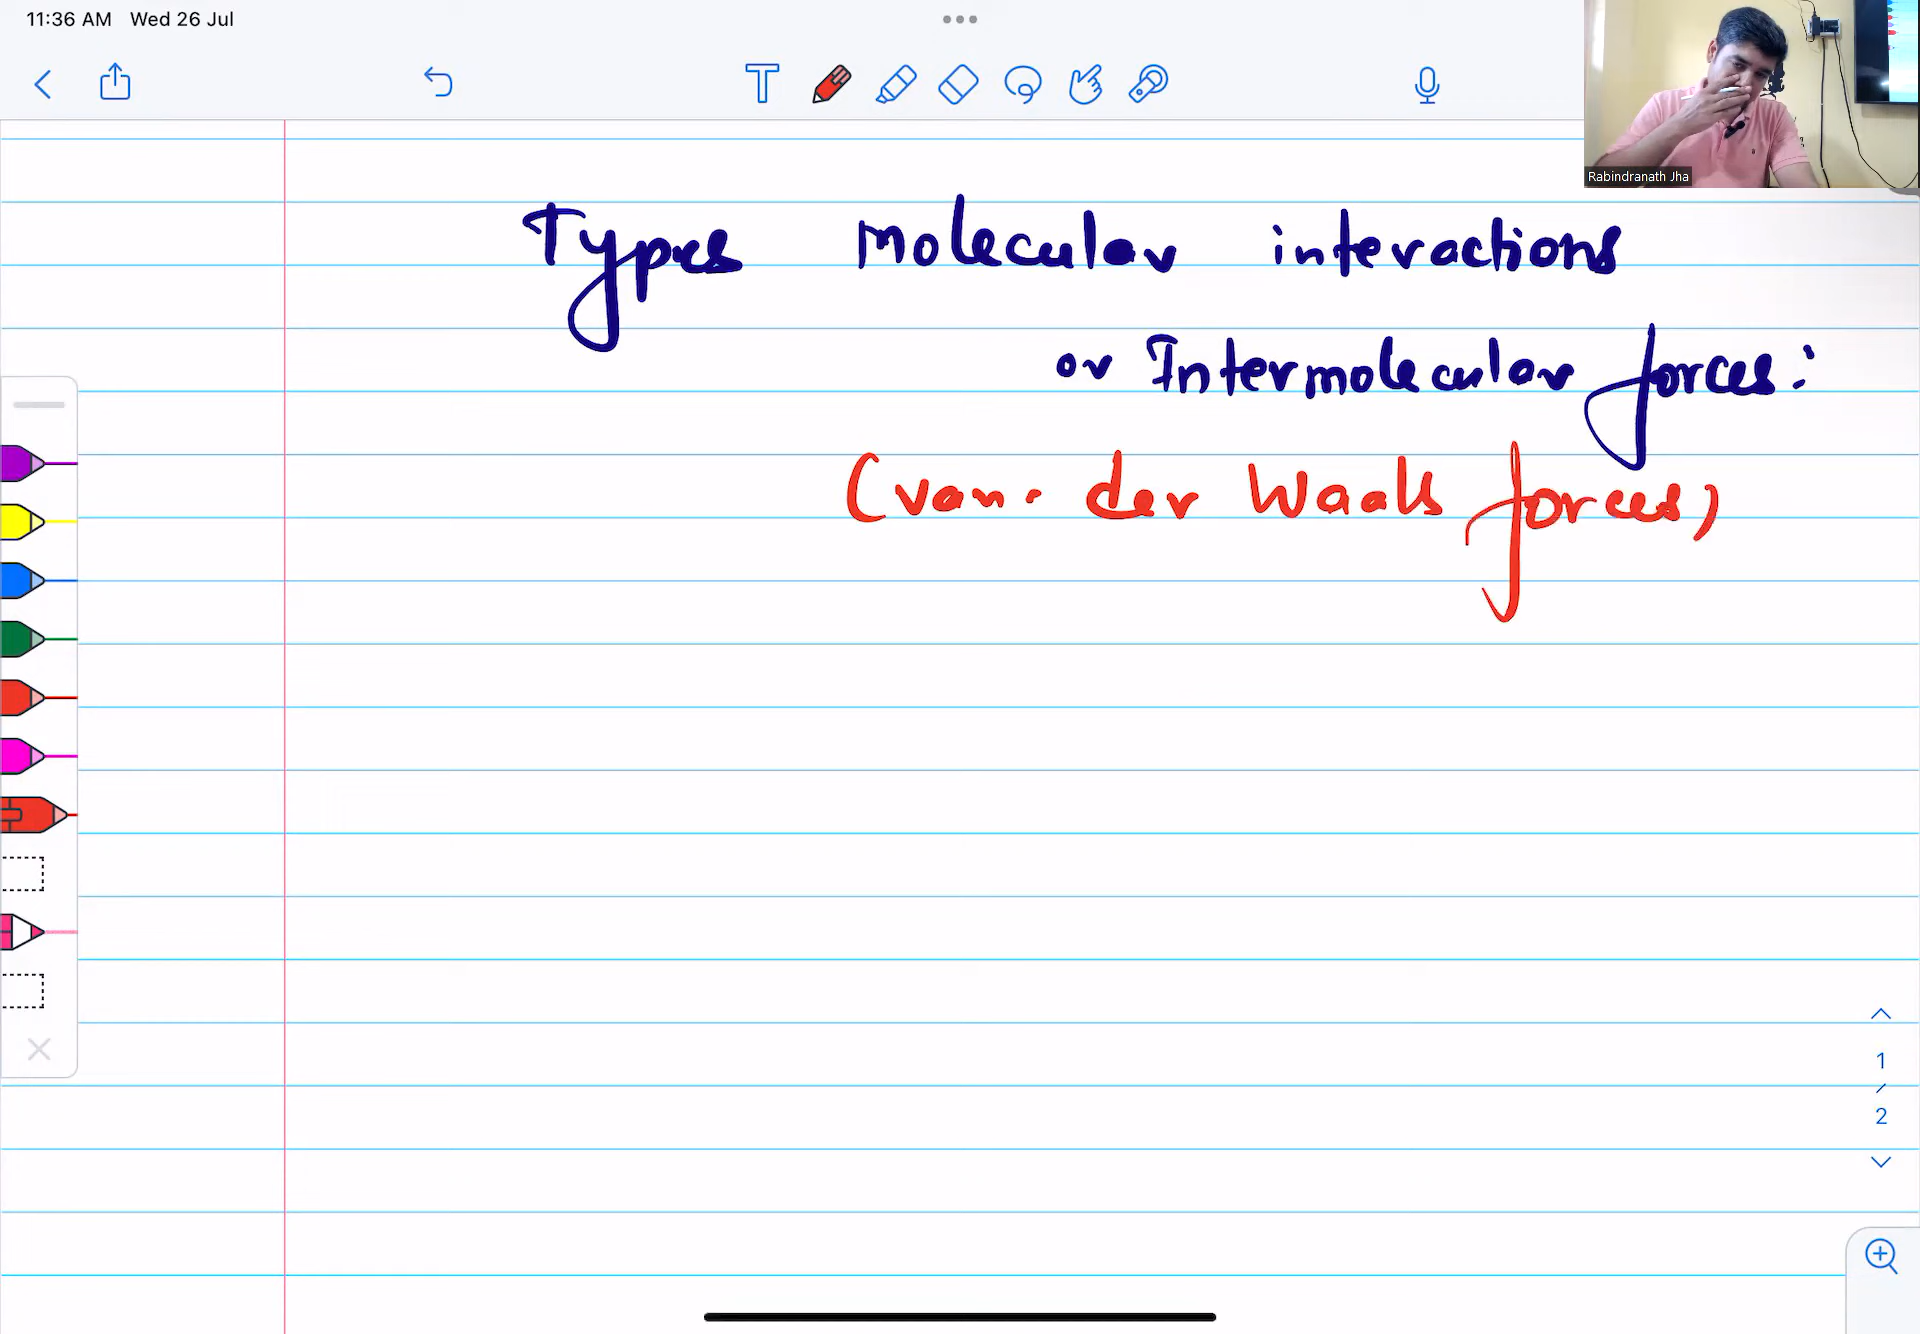 11:36 AM Wed 26 Jul
Rabindranath Jha
Types molecular interactions
or Intermolecular forces:
(van. der Waals forces)
1
/
2